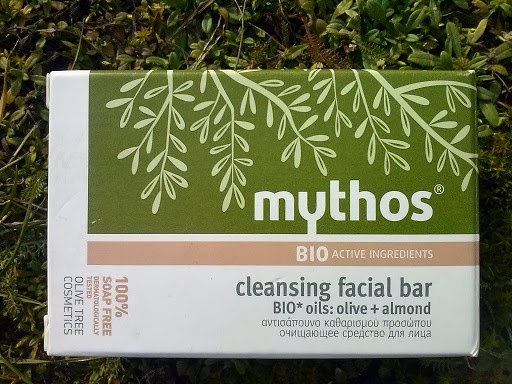 mythos®
BIO ACTIVE INGREDIENTS
cleansing facial bar
BIO* oils: olive + almond
αντισάπουνο καθαρισμού προσώπου
очищающее средство для лица
100%
SOAP FREE
DERMATOLOGICALLY
TESTED
OLIVE TREE
COSMETICS